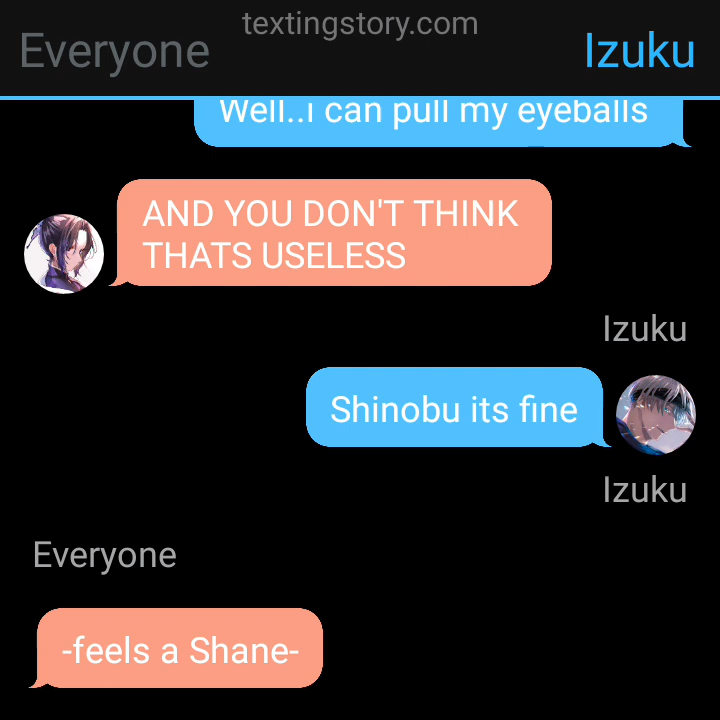 textingstory.com
Everyone
Izuku
Well..i can pull my eyeballs
AND YOU DON'T THINK
THATS USELESS
Izuku
Shinobu its fine
Izuku
Everyone
-feels a Shane-